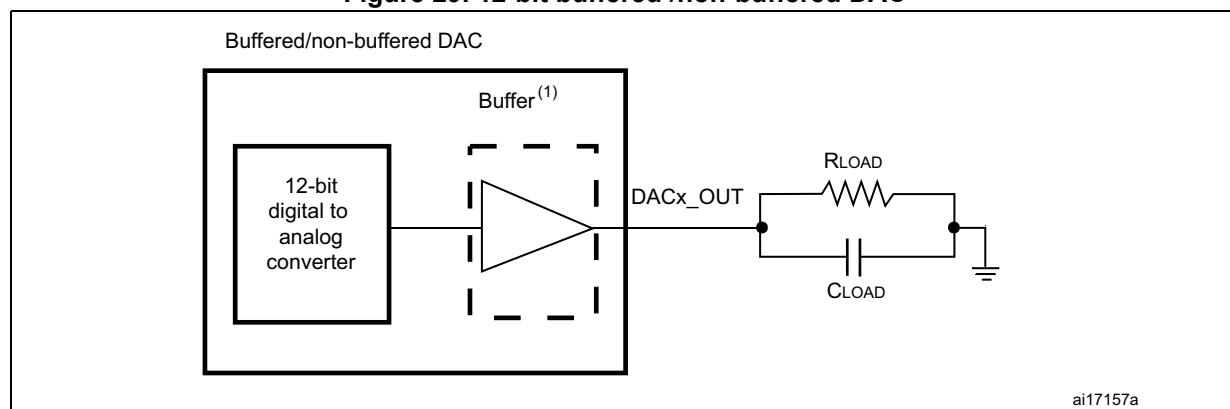 Buffered/non-buffered DAC
Buffer(1)
12-bit
digital to
analog
converter
DACx_OUT
RLOAD
CLOAD
ai17157a